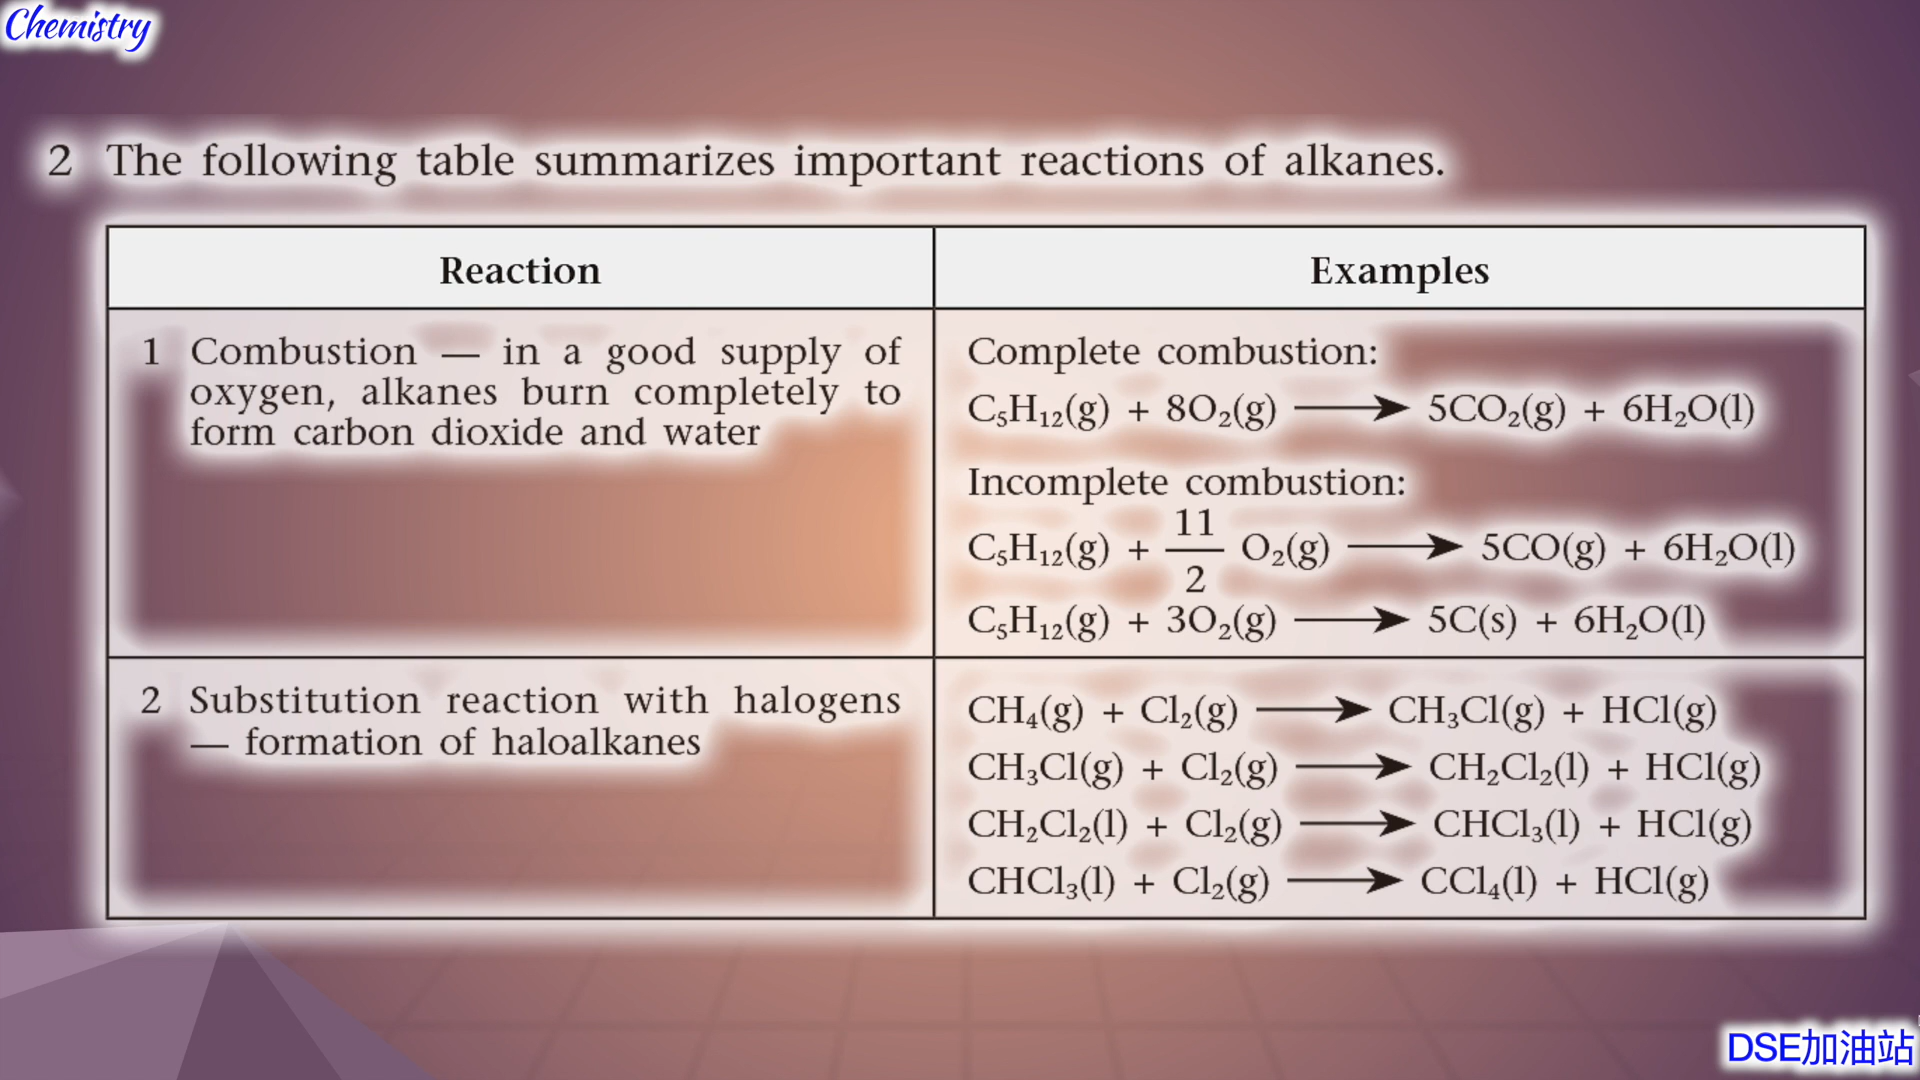 Chemistry
2 The following table summarizes important reactions of alkanes.
Reaction
Examples
1 Combustion — in a good supply of
oxygen, alkanes burn completely to
form carbon dioxide and water
Complete combustion:
C₅H₁₂(g) + 8O₂(g) ⟶ 5CO₂(g) + 6H₂O(l)
Incomplete combustion:
C₅H₁₂(g) + 11/2 O₂(g) ⟶ 5CO(g) + 6H₂O(l)
C₅H₁₂(g) + 3O₂(g) ⟶ 5C(s) + 6H₂O(l)
2 Substitution reaction with halogens
— formation of haloalkanes
CH₄(g) + Cl₂(g) ⟶ CH₃Cl(g) + HCl(g)
CH₃Cl(g) + Cl₂(g) ⟶ CH₂Cl₂(l) + HCl(g)
CH₂Cl₂(l) + Cl₂(g) ⟶ CHCl₃(l) + HCl(g)
CHCl₃(l) + Cl₂(g) ⟶ CCl₄(l) + HCl(g)
DSE加油站